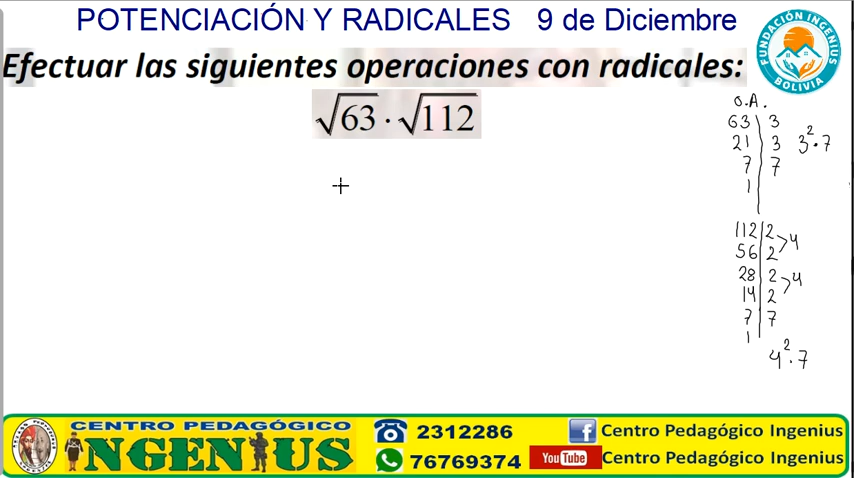 POTENCIACIÓN Y RADICALES 9 de Diciembre
Efectuar las siguientes operaciones con radicales:
√63 · √112
FUNDACIÓN INGENIUS
BOLIVIA
O.A.
63 | 3
21 | 3 3²·7
7 | 7
1
112 | 2
56 | 2 > 4
28 | 2
14 | 2 > 4
7 | 7
1
4²·7
CENTRO PEDAGÓGICO
INGENIUS
2312286
76769374
f Centro Pedagógico Ingenius
YouTube Centro Pedagógico Ingenius